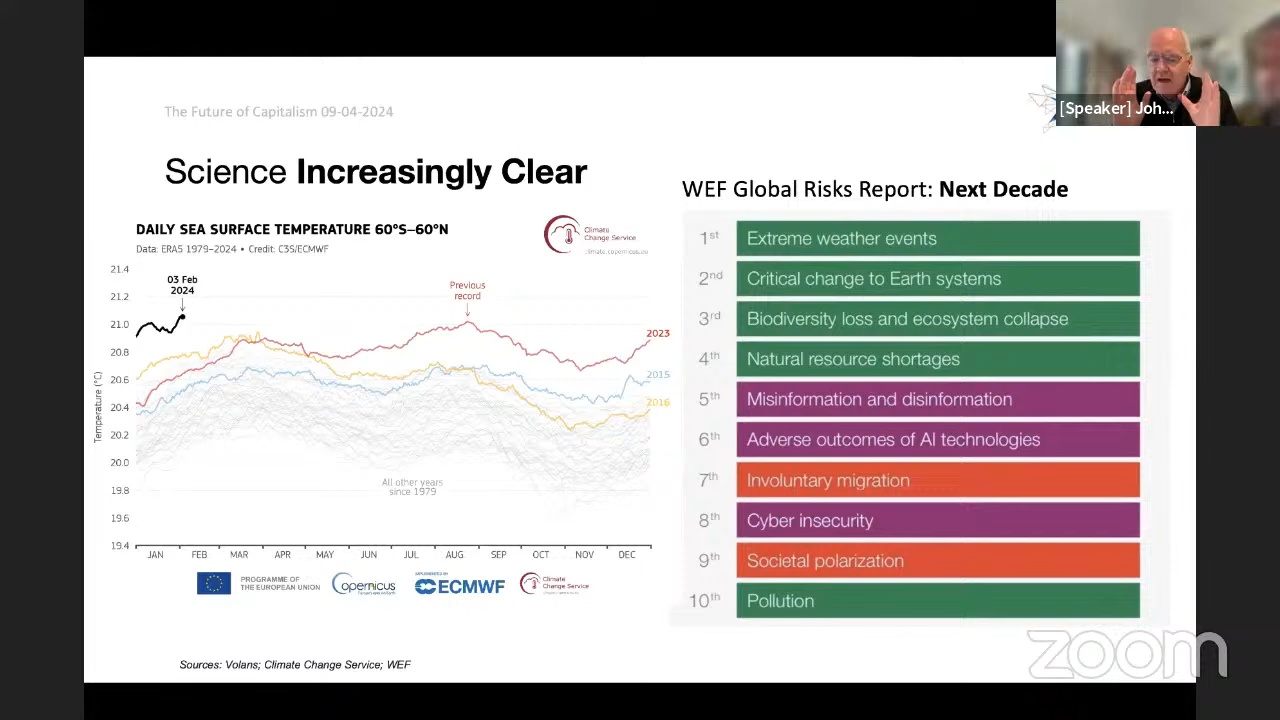 [Speaker] Joh...
The Future of Capitalism 09-04-2024
Science Increasingly Clear
DAILY SEA SURFACE TEMPERATURE 60°S–60°N
Data: ERA5 1979–2024 • Credit: C3S/ECMWF
Climate
Change Service
climate.copernicus.eu
Temperature (°C)
21.4
21.2
21.0
20.8
20.6
20.4
20.2
20.0
19.8
19.6
19.4
03 Feb
2024
Previous
record
2023
2015
2016
All other years
since 1979
JAN FEB MAR APR MAY JUN JUL AUG SEP OCT NOV DEC
PROGRAMME OF
THE EUROPEAN UNION
opernicus
IMPLEMENTED BY
ECMWF
Climate
Change Service
WEF Global Risks Report: Next Decade
1st Extreme weather events
2nd Critical change to Earth systems
3rd Biodiversity loss and ecosystem collapse
4th Natural resource shortages
5th Misinformation and disinformation
6th Adverse outcomes of AI technologies
7th Involuntary migration
8th Cyber insecurity
9th Societal polarization
10th Pollution
Sources: Volans; Climate Change Service; WEF
zoom